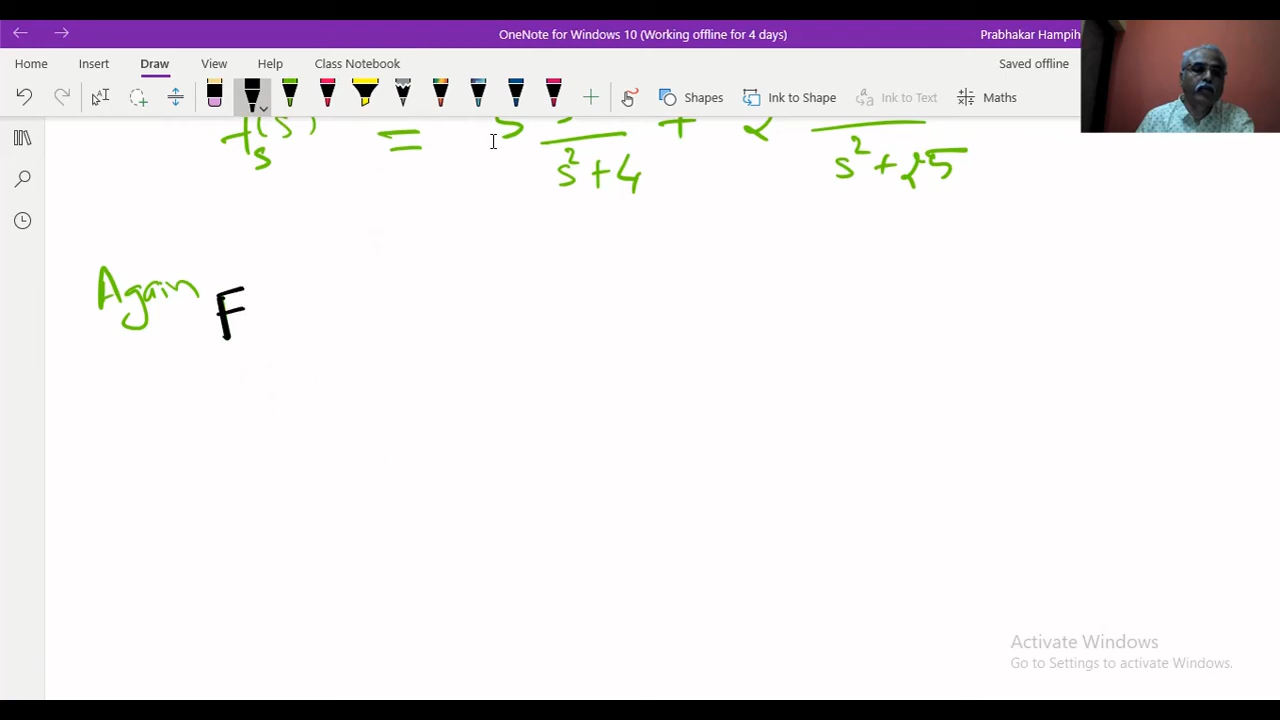 OneNote for Windows 10 (Working offline for 4 days)
Prabhakar Hampih
Home Insert Draw View Help Class Notebook Saved offline
Shapes Ink to Shape Ink to Text Maths
(s) = 5 + 2
s s²+4 s²+25
Again F
Activate Windows
Go to Settings to activate Windows.